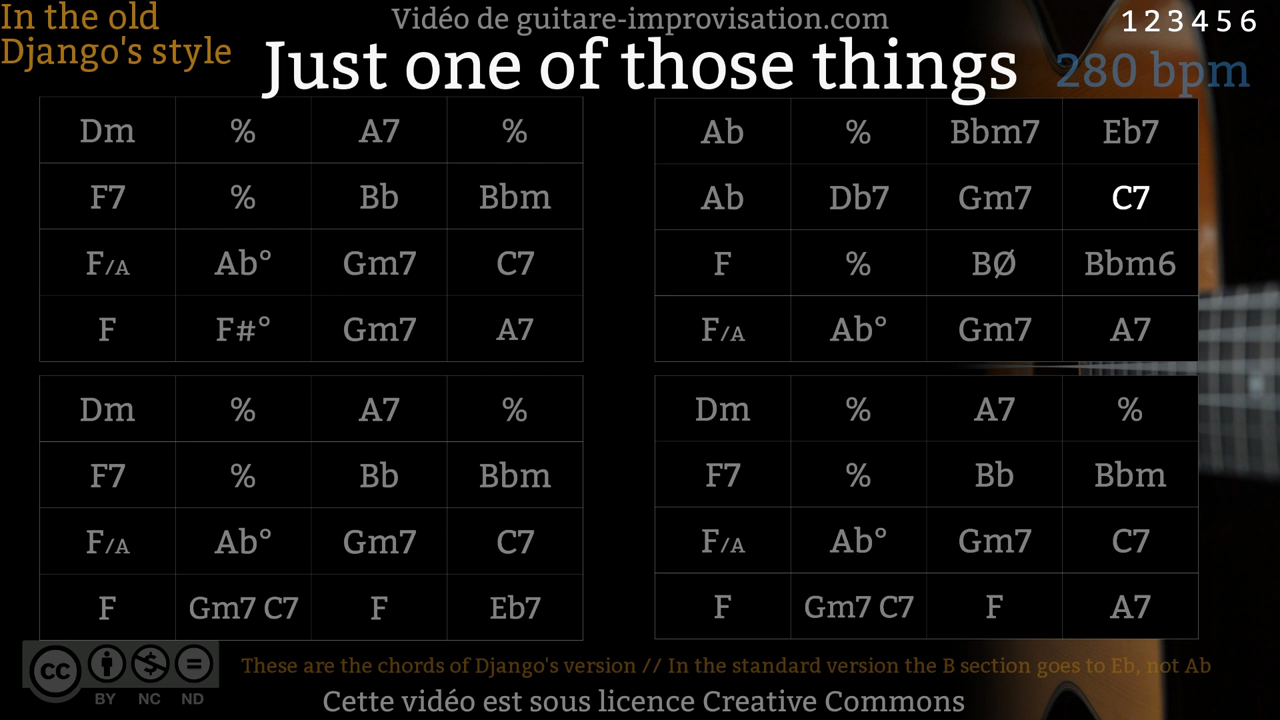 In the old
Django's style
Vidéo de guitare-improvisation.com
1 2 3 4 5 6
Just one of those things
280 bpm
Dm % A7 %
F7 % Bb Bbm
F/A Ab° Gm7 C7
F F#° Gm7 A7
Dm % A7 %
F7 % Bb Bbm
F/A Ab° Gm7 C7
F Gm7 C7 F Eb7
Ab % Bbm7 Eb7
Ab Db7 Gm7 C7
F % BØ Bbm6
F/A Ab° Gm7 A7
Dm % A7 %
F7 % Bb Bbm
F/A Ab° Gm7 C7
F Gm7 C7 F A7
cc
BY NC ND
These are the chords of Django's version // In the standard version the B section goes to Eb, not Ab
Cette vidéo est sous licence Creative Commons